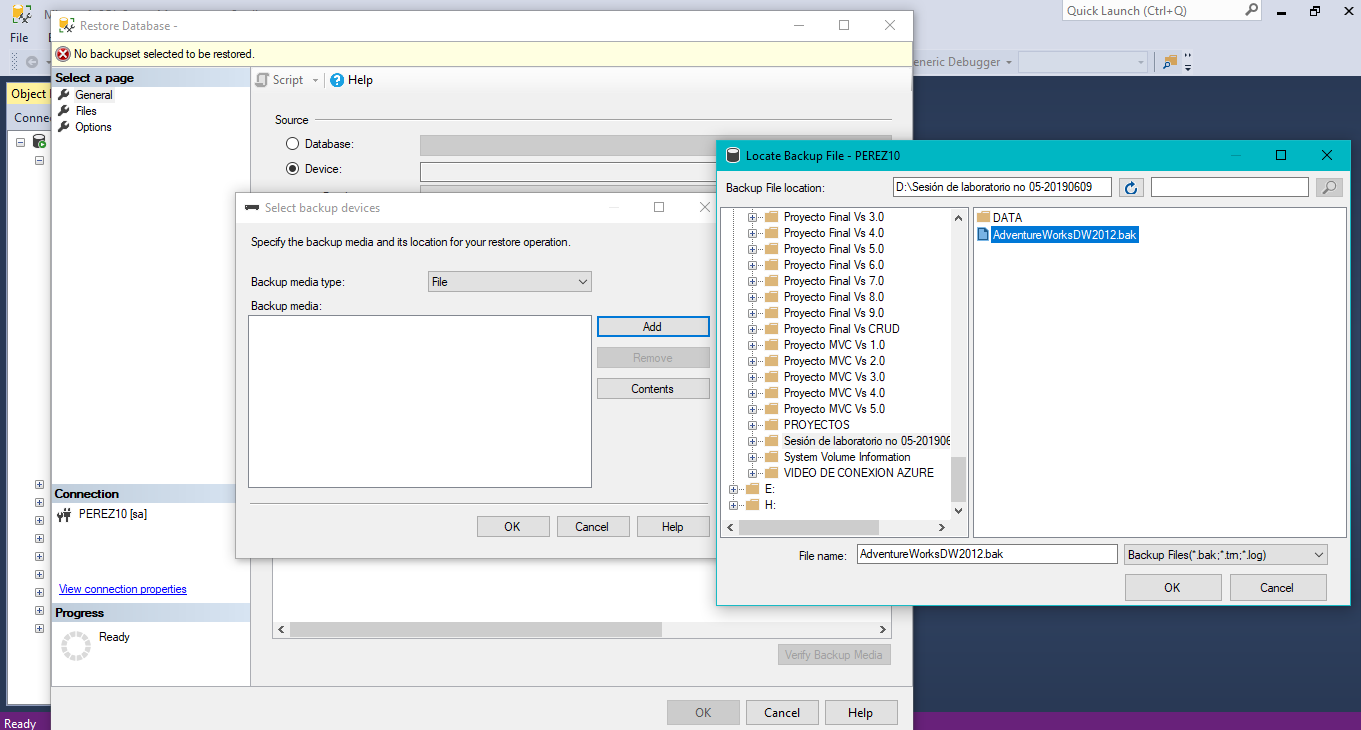 Quick Launch (Ctrl+Q)
File
Restore Database -
No backupset selected to be restored.
eneric Debugger
Select a page
General
Files
Options
Script
Help
Object
Conne
Source
Database:
Device:
Select backup devices
Specify the backup media and its location for your restore operation.
Backup media type:
File
Backup media:
Add
Remove
Contents
OK
Cancel
Help
Connection
PEREZ10 [sa]
View connection properties
Progress
Ready
Verify Backup Media
OK
Cancel
Help
Ready
Locate Backup File - PEREZ10
Backup File location:
D:\Sesión de laboratorio no 05-20190609
Proyecto Final Vs 3.0
Proyecto Final Vs 4.0
Proyecto Final Vs 5.0
Proyecto Final Vs 6.0
Proyecto Final Vs 7.0
Proyecto Final Vs 8.0
Proyecto Final Vs 9.0
Proyecto Final Vs CRUD
Proyecto MVC Vs 1.0
Proyecto MVC Vs 2.0
Proyecto MVC Vs 3.0
Proyecto MVC Vs 4.0
Proyecto MVC Vs 5.0
PROYECTOS
Sesión de laboratorio no 05-201906
System Volume Information
VIDEO DE CONEXION AZURE
E:
H:
DATA
AdventureWorksDW2012.bak
File name:
AdventureWorksDW2012.bak
Backup Files(*.bak;*.trn;*.log)
OK
Cancel